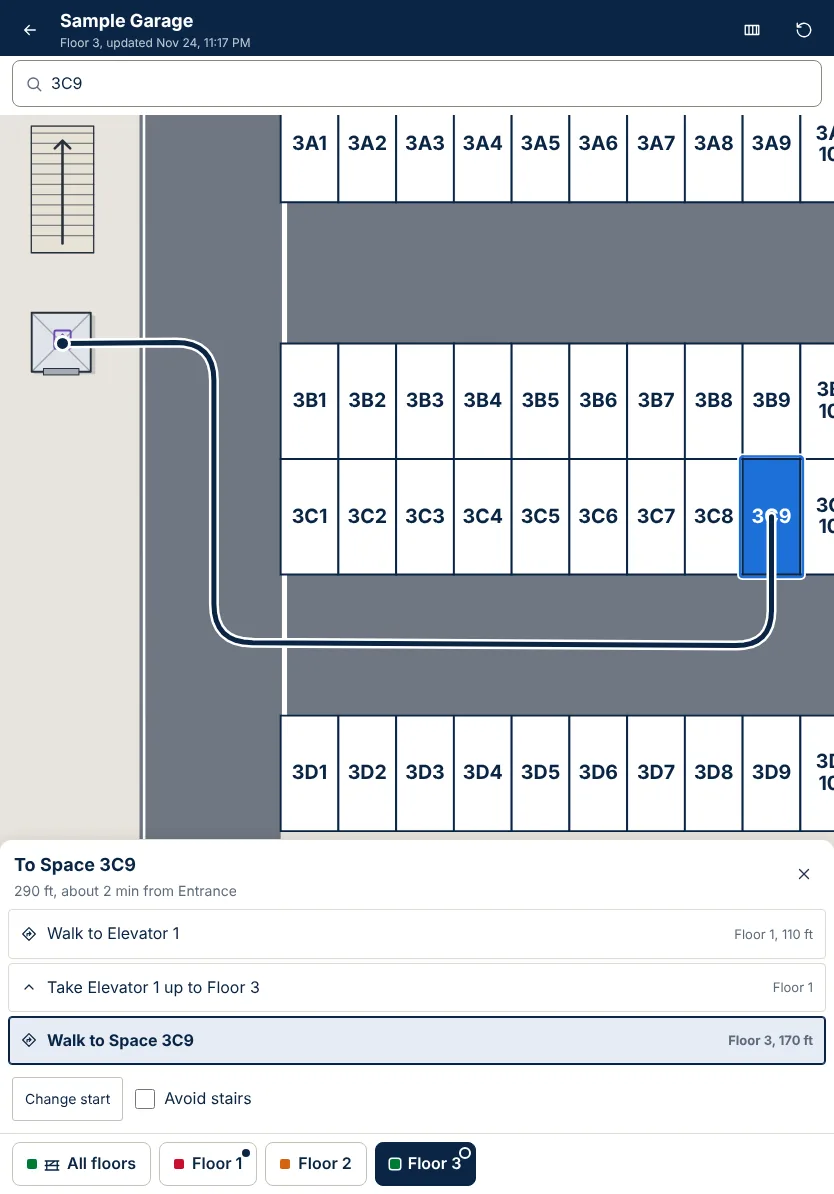 Sample Garage
Floor 3, updated Nov 24, 11:17 PM
3C9
3A1 3A2 3A3 3A4 3A5 3A6 3A7 3A8 3A9
3B1 3B2 3B3 3B4 3B5 3B6 3B7 3B8 3B9
3C1 3C2 3C3 3C4 3C5 3C6 3C7 3C8 3C9
3D1 3D2 3D3 3D4 3D5 3D6 3D7 3D8 3D9
To Space 3C9
290 ft, about 2 min from Entrance
Walk to Elevator 1 Floor 1, 110 ft
Take Elevator 1 up to Floor 3 Floor 1
Walk to Space 3C9 Floor 3, 170 ft
Change start Avoid stairs
All floors Floor 1 Floor 2 Floor 3